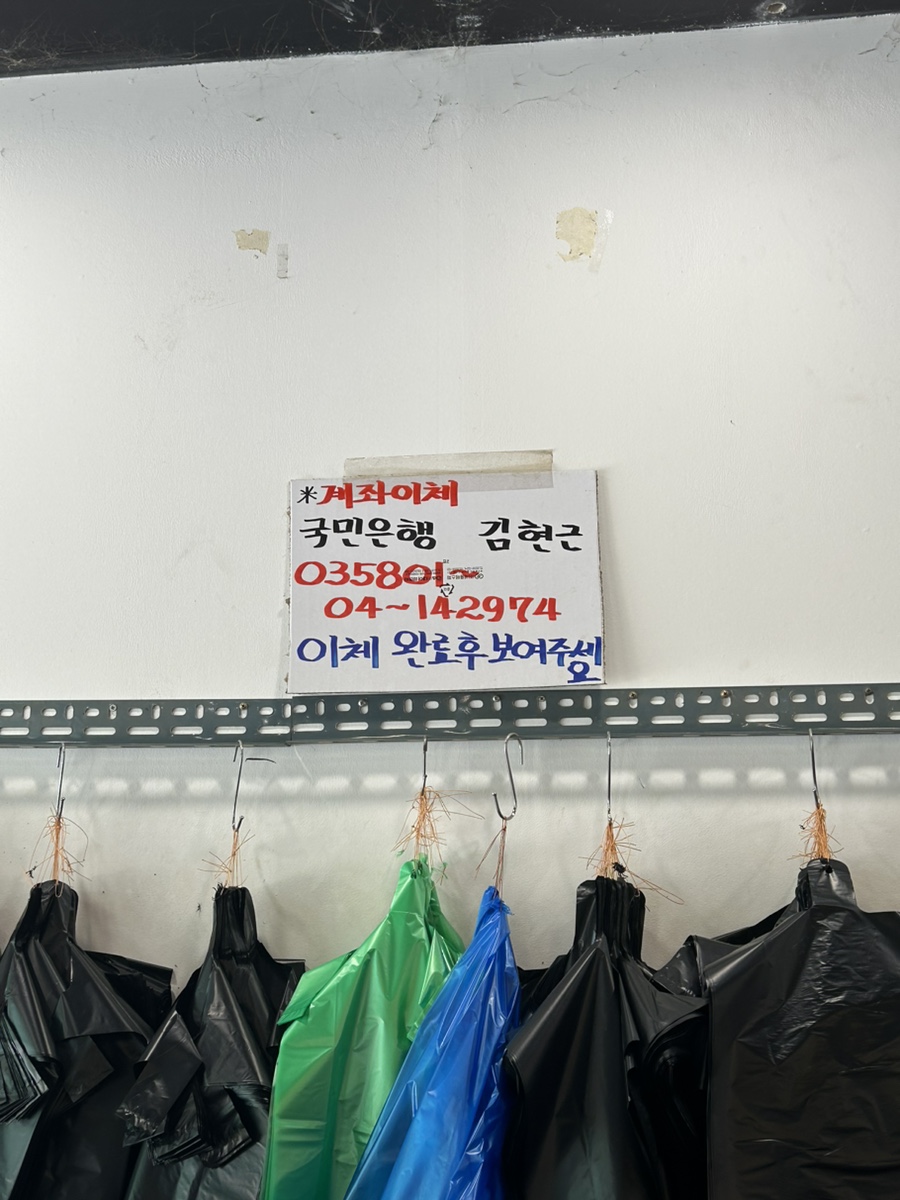 ※계좌이체
국민은행 김현근
035801~
04~142974
이체 완료후 보여주세요